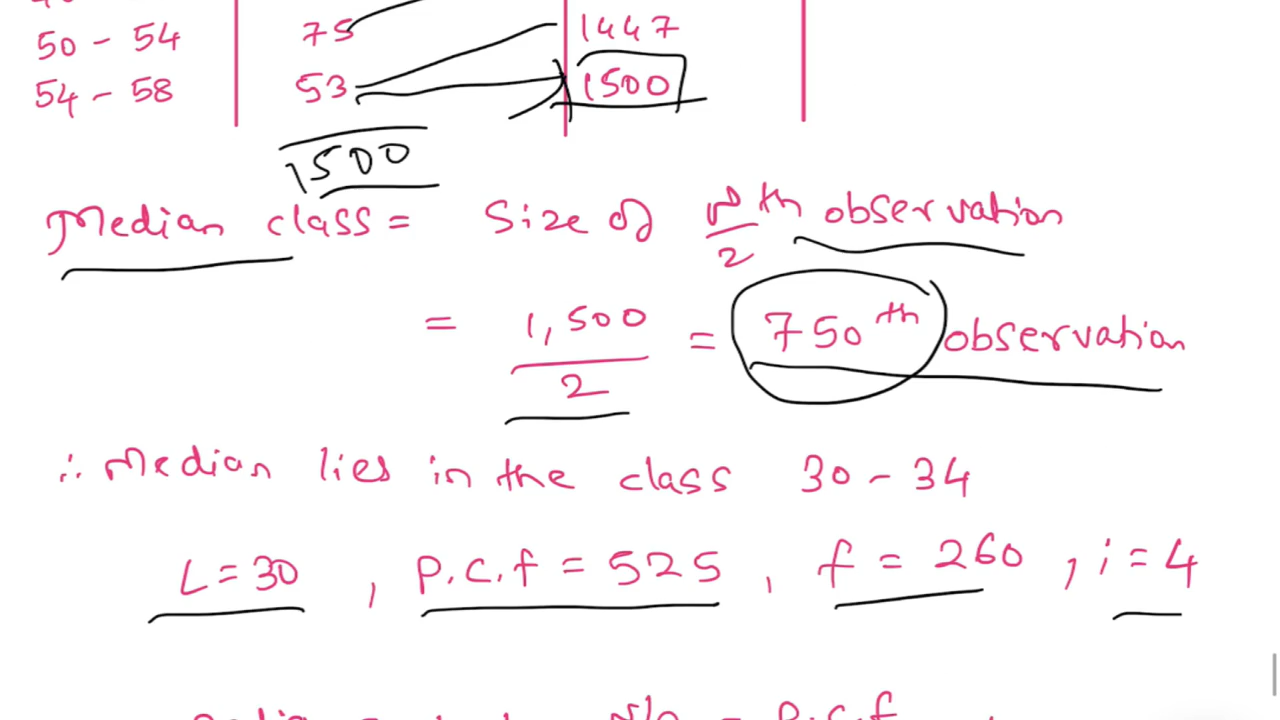 50 - 54 75 1447
54 - 58 53 1500
1500
Median class = Size of N/2 th observation
= 1,500/2 = 750th observation
∴ Median lies in the class 30 - 34
L = 30 , P.C.f = 525 , f = 260 , i = 4